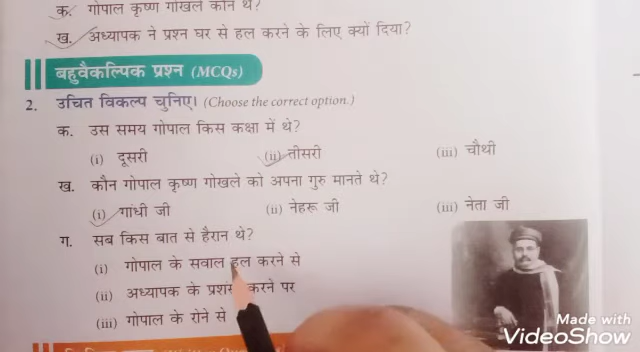 क. गोपाल कृष्ण गोखले कौन थे?
ख. अध्यापक ने प्रश्न घर से हल करने के लिए क्यों दिया?
बहुवैकल्पिक प्रश्न (MCQs)
2. उचित विकल्प चुनिए। (Choose the correct option.)
क. उस समय गोपाल किस कक्षा में थे?
(i) दूसरी (ii) तीसरी (iii) चौथी
ख. कौन गोपाल कृष्ण गोखले को अपना गुरु मानते थे?
(i) गांधी जी (ii) नेहरू जी (iii) नेता जी
ग. सब किस बात से हैरान थे?
(i) गोपाल के सवाल हल करने से
(ii) अध्यापक के करने पर
(iii) गोपाल के रोने से
Made with
VideoShow